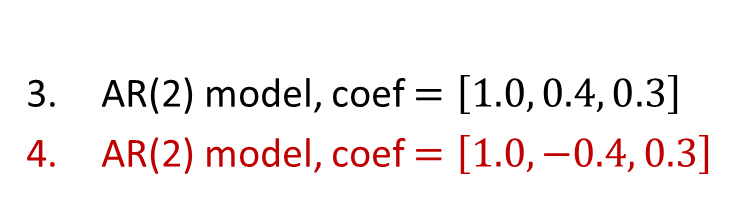 3. AR(2) model, coef = [1.0, 0.4, 0.3]
4. AR(2) model, coef = [1.0, −0.4, 0.3]